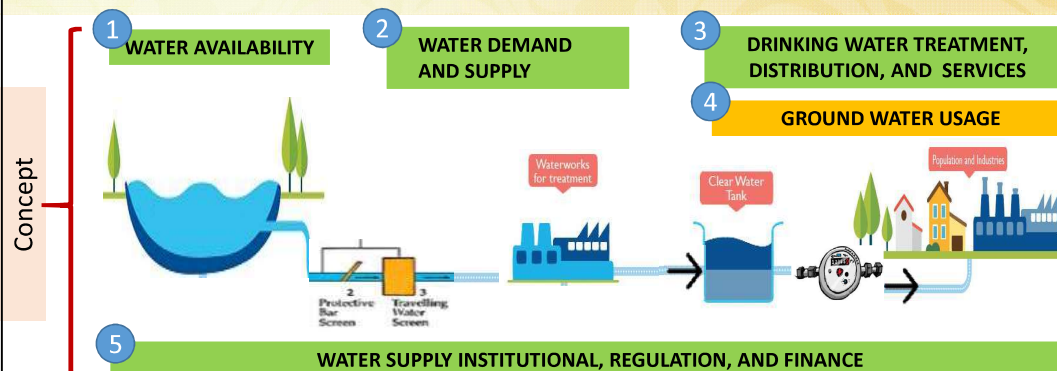 1
WATER AVAILABILITY
2
WATER DEMAND
AND SUPPLY
3
DRINKING WATER TREATMENT,
DISTRIBUTION, AND SERVICES
4
GROUND WATER USAGE
Concept
Waterworks
for treatment
Clear Water
Tank
Population and Industries
2
Protective
Bar
Screen
3
Travelling
Water
Screen
5
WATER SUPPLY INSTITUTIONAL, REGULATION, AND FINANCE